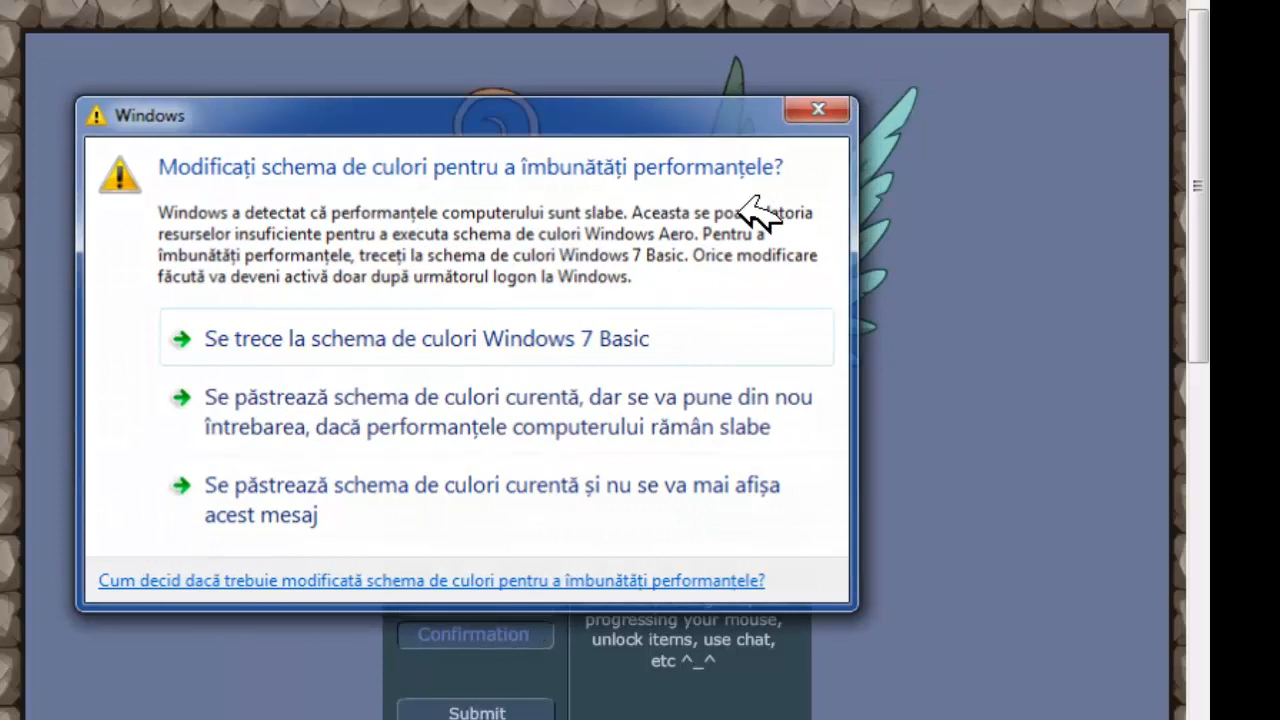 Windows
Modificați schema de culori pentru a îmbunătăți performanțele?
Windows a detectat că performanțele computerului sunt slabe. Aceasta se
resurselor insuficiente pentru a executa schema de culori Windows Aero. Pentru a
îmbunătăți performanțele, treceți la schema de culori Windows 7 Basic. Orice modificare
făcută va deveni activă doar după următorul logon la Windows.
Se trece la schema de culori Windows 7 Basic
Se păstrează schema de culori curentă, dar se va pune din nou
întrebarea, dacă performanțele computerului rămân slabe
Se păstrează schema de culori curentă și nu se va mai afișa
acest mesaj
Cum decid dacă trebuie modificată schema de culori pentru a îmbunătăți performanțele?
Confirmation
progressing your mouse,
unlock items, use chat,
etc ^_^
Submit